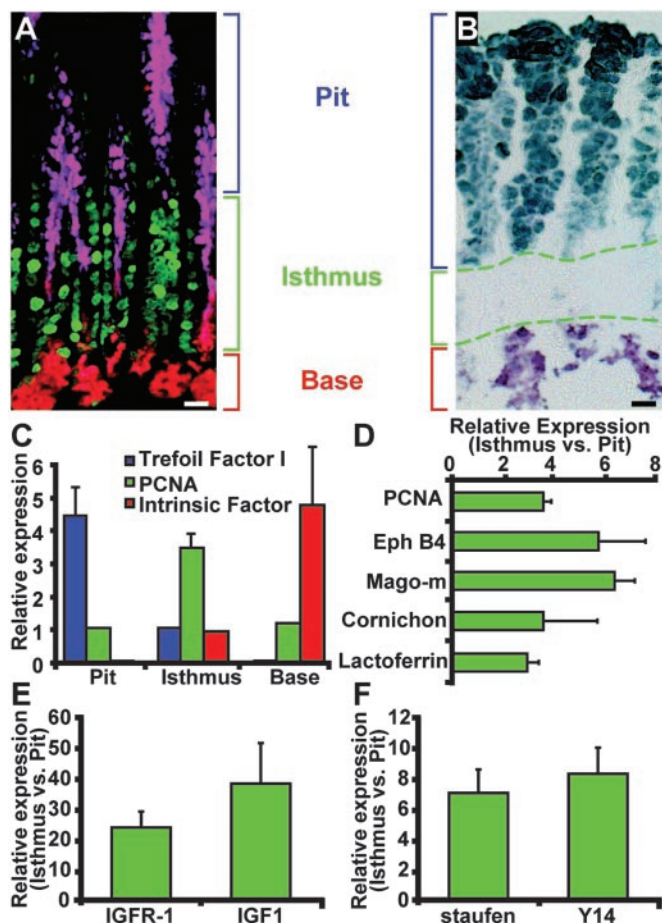 A
B
Pit
Isthmus
Base
C
Relative expression
6
5
4
3
2
1
0
Trefoil Factor I
PCNA
Intrinsic Factor
Pit Isthmus Base
D
Relative Expression
(Isthmus vs. Pit)
0 2 4 6 8
PCNA
Eph B4
Mago-m
Cornichon
Lactoferrin
E
Relative expression
(Isthmus vs. Pit)
60
50
40
30
20
10
0
IGFR-1 IGF1
F
Relative expression
(Isthmus vs. Pit)
12
10
8
6
4
2
0
staufen Y14